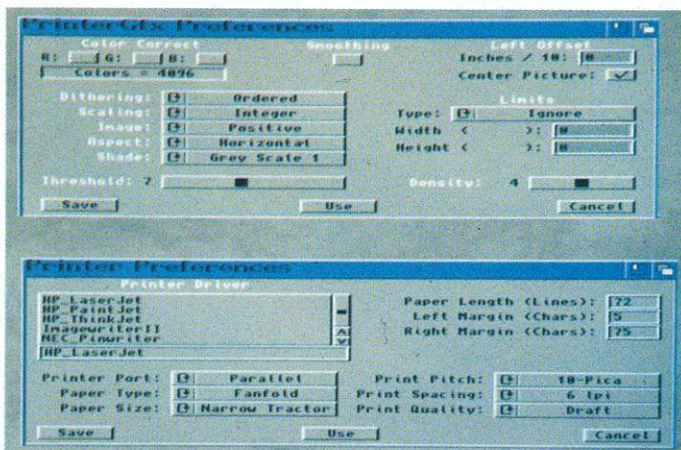 PrinterGfx Preferences
Color Correct
R: G: B:
Colors = 4096
Smoothing
Left Offset
Inches / 10: 0
Center Picture:
Dithering: Ordered
Scaling: Integer
Image: Positive
Aspect: Horizontal
Shade: Grey Scale 1
Limits
Type: Ignore
Width < >: 0
Height < >: 0
Threshold: 7
Density: 4
Save
Use
Cancel
Printer Preferences
Printer Driver
HP_LaserJet
HP_PaintJet
HP_ThinkJet
ImagewriterII
NEC_Pinwriter
HP_LaserJet
Paper Length (Lines): 72
Left Margin (Chars): 5
Right Margin (Chars): 75
Printer Port: Parallel
Paper Type: Fanfold
Paper Size: Narrow Tractor
Print Pitch: 10-Pica
Print Spacing: 6 lpi
Print Quality: Draft
Save
Use
Cancel